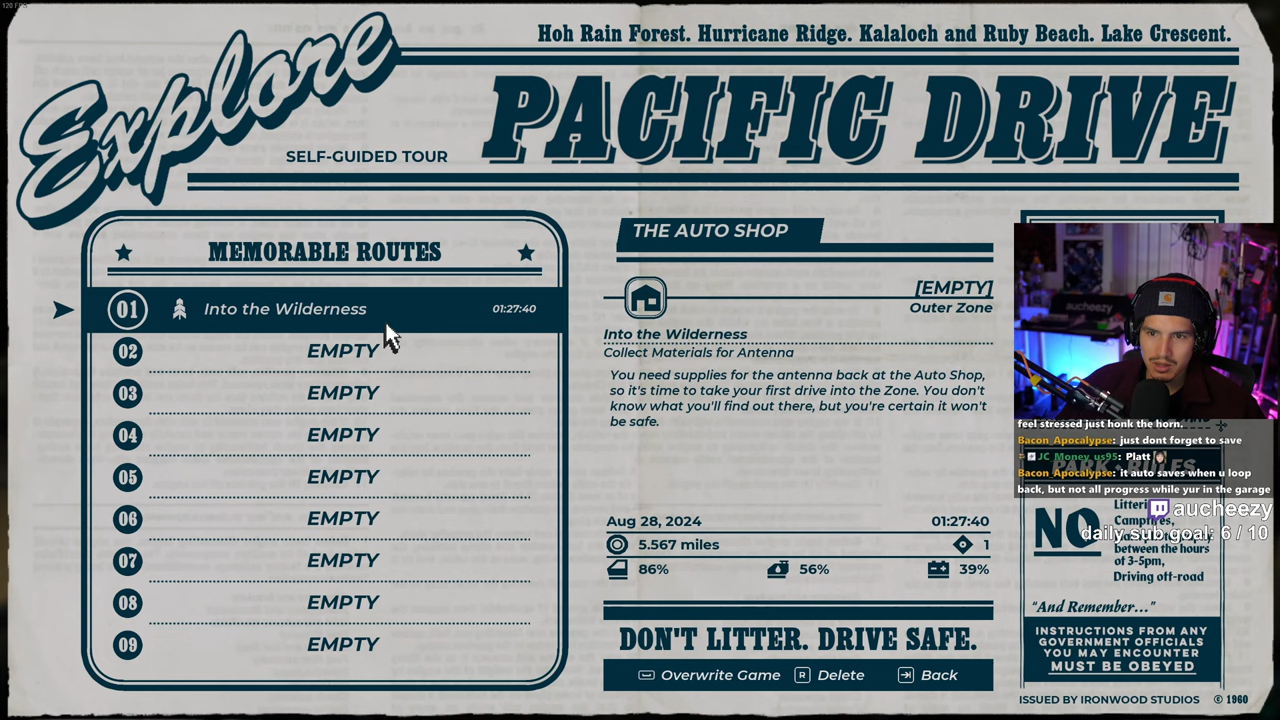 120 FPS
Explore
SELF-GUIDED TOUR
Hoh Rain Forest. Hurricane Ridge. Kalaloch and Ruby Beach. Lake Crescent.
PACIFIC DRIVE
MEMORABLE ROUTES
01 Into the Wilderness 01:27:40
02 EMPTY
03 EMPTY
04 EMPTY
05 EMPTY
06 EMPTY
07 EMPTY
08 EMPTY
09 EMPTY
THE AUTO SHOP
[EMPTY]
Outer Zone
Into the Wilderness
Collect Materials for Antenna
You need supplies for the antenna back at the Auto Shop,
so it's time to take your first drive into the Zone. You don't
know what you'll find out there, but you're certain it won't
be safe.
Aug 28, 2024 01:27:40
5.567 miles 1
86% 56% 39%
DON'T LITTER. DRIVE SAFE.
Overwrite Game R Delete Back
aucheezy
feel stressed just honk the horn.
Bacon_Apocalypse: just dont forget to save
JC_Money_us95: Platt
Bacon_Apocalypse: it auto saves when u loop
back, but not all progress while yur in the garage
PARK RULES
aucheezy
daily sub goal: 6 / 10
NO
Campfires,
between the hours
of 3-5pm,
Driving off-road
"And Remember..."
INSTRUCTIONS FROM ANY
GOVERNMENT OFFICIALS
YOU MAY ENCOUNTER
MUST BE OBEYED
ISSUED BY IRONWOOD STUDIOS © 1960